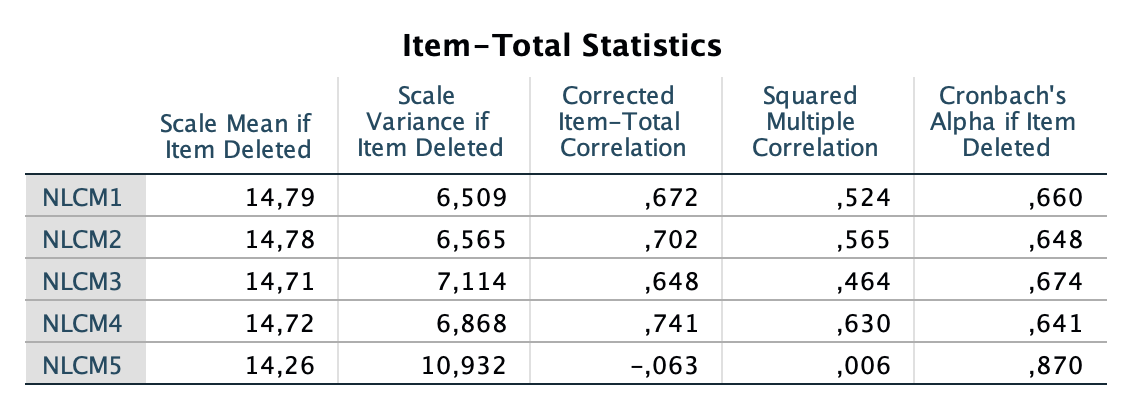 Item-Total Statistics
Scale Mean if Item Deleted Scale Variance if Item Deleted Corrected Item-Total Correlation Squared Multiple Correlation Cronbach's Alpha if Item Deleted
NLCM1 14,79 6,509 ,672 ,524 ,660
NLCM2 14,78 6,565 ,702 ,565 ,648
NLCM3 14,71 7,114 ,648 ,464 ,674
NLCM4 14,72 6,868 ,741 ,630 ,641
NLCM5 14,26 10,932 -,063 ,006 ,870